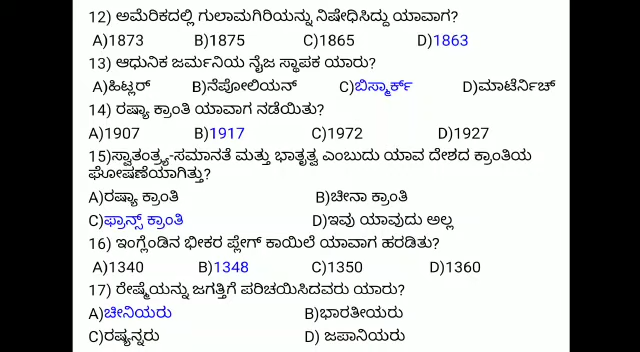 12) ಅಮೆರಿಕದಲ್ಲಿ ಗುಲಾಮಗಿರಿಯನ್ನು ನಿಷೇಧಿಸಿದ್ದು ಯಾವಾಗ?
A)1873 B)1875 C)1865 D)1863
13) ಆಧುನಿಕ ಜರ್ಮನಿಯ ನೈಜ ಸ್ಥಾಪಕ ಯಾರು?
A)ಹಿಟ್ಲರ್ B)ನೆಪೋಲಿಯನ್ C)ಬಿಸ್ಮಾರ್ಕ್ D)ಮಾಟೆರ್ನಿಚ್
14) ರಷ್ಯಾ ಕ್ರಾಂತಿ ಯಾವಾಗ ನಡೆಯಿತು?
A)1907 B)1917 C)1972 D)1927
15)ಸ್ವಾತಂತ್ರ್ಯ-ಸಮಾನತೆ ಮತ್ತು ಭಾತೃತ್ವ ಎಂಬುದು ಯಾವ ದೇಶದ ಕ್ರಾಂತಿಯ
ಘೋಷಣೆಯಾಗಿತ್ತು?
A)ರಷ್ಯಾ ಕ್ರಾಂತಿ B)ಚೀನಾ ಕ್ರಾಂತಿ
C)ಫ್ರಾನ್ಸ್ ಕ್ರಾಂತಿ D)ಇವು ಯಾವುದು ಅಲ್ಲ
16) ಇಂಗ್ಲೆಂಡಿನ ಭೀಕರ ಪ್ಲೇಗ್ ಕಾಯಿಲೆ ಯಾವಾಗ ಹರಡಿತು?
A)1340 B)1348 C)1350 D)1360
17) ರೇಷ್ಮೆಯನ್ನು ಜಗತ್ತಿಗೆ ಪರಿಚಯಿಸಿದವರು ಯಾರು?
A)ಚೀನಿಯರು B)ಭಾರತೀಯರು
C)ರಷ್ಯನ್ನರು D) ಜಪಾನಿಯರು